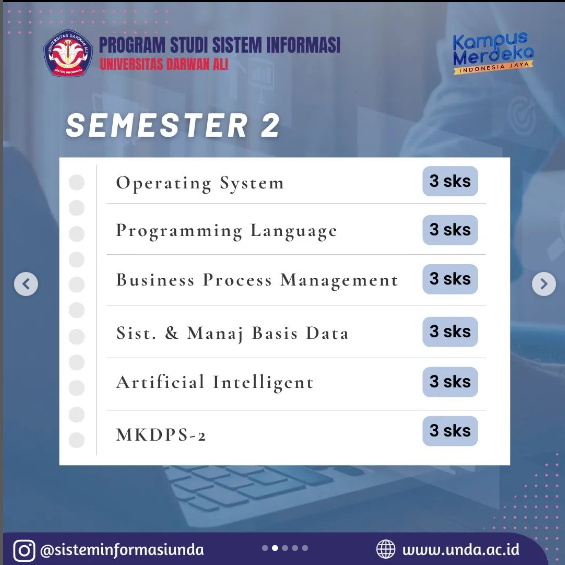 PROGRAM STUDI SISTEM INFORMASI
UNIVERSITAS DARWAN ALI
Kampus
Merdeka
INDONESIA JAYA
SEMESTER 2
Operating System 3 sks
Programming Language 3 sks
Business Process Management 3 sks
Sist. & Manaj Basis Data 3 sks
Artificial Intelligent 3 sks
MKDPS-2 3 sks
@sisteminformasiunda
www.unda.ac.id